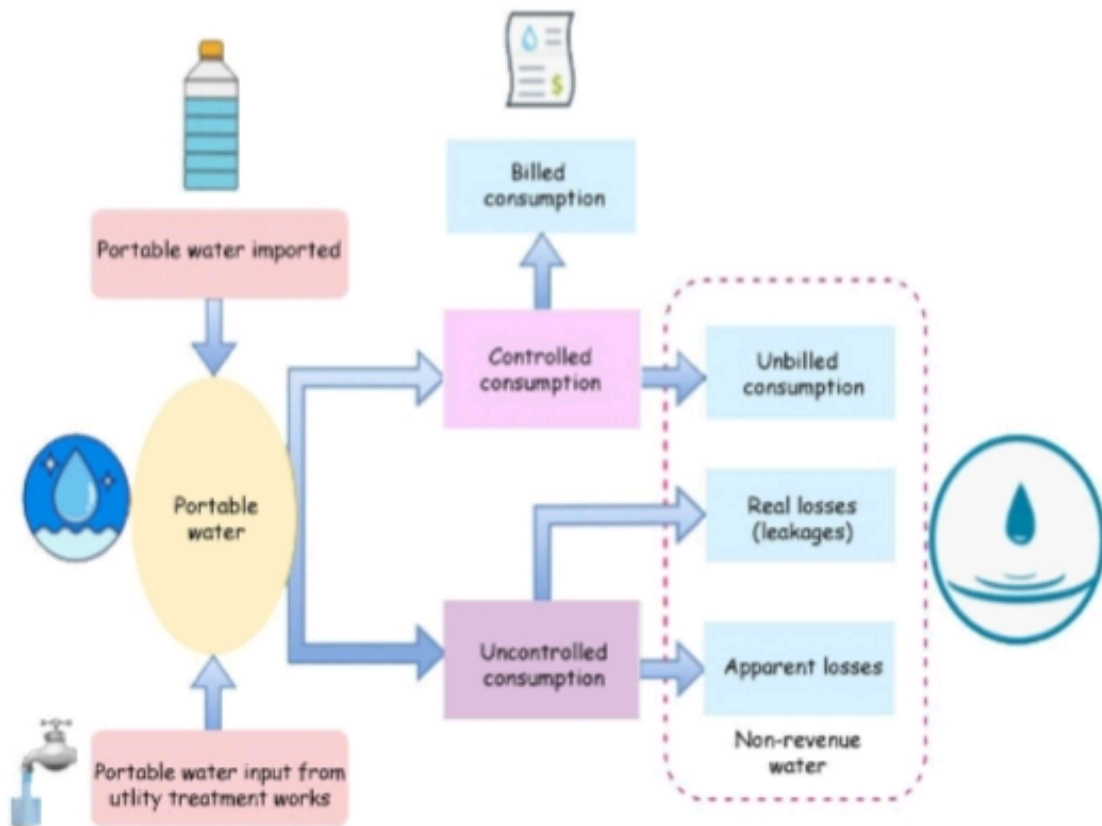 $
Billed
consumption
Portable water imported
Controlled
consumption
Unbilled
consumption
Portable
water
Real losses
(leakages)
Uncontrolled
consumption
Apparent losses
Non-revenue
water
Portable water input from
utlity treatment works